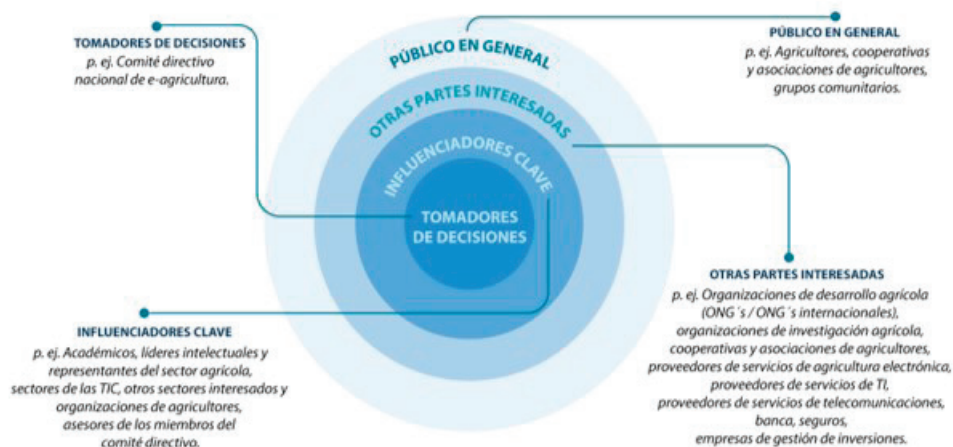 TOMADORES DE DECISIONES
p. ej. Comité directivo
nacional de e-agricultura.
PÚBLICO EN GENERAL
p. ej. Agricultores, cooperativas
y asociaciones de agricultores,
grupos comunitarios.
PÚBLICO EN GENERAL
OTRAS PARTES INTERESADAS
INFLUENCIADORES CLAVE
TOMADORES
DE DECISIONES
INFLUENCIADORES CLAVE
p. ej. Académicos, líderes intelectuales y
representantes del sector agrícola,
sectores de las TIC, otros sectores interesados y
organizaciones de agricultores,
asesores de los miembros del
comité directivo.
OTRAS PARTES INTERESADAS
p. ej. Organizaciones de desarrollo agrícola
(ONG´s / ONG´s internacionales),
organizaciones de investigación agrícola,
cooperativas y asociaciones de agricultores,
proveedores de servicios de agricultura electrónica,
proveedores de servicios de TI,
proveedores de servicios de telecomunicaciones,
banca, seguros,
empresas de gestión de inversiones.